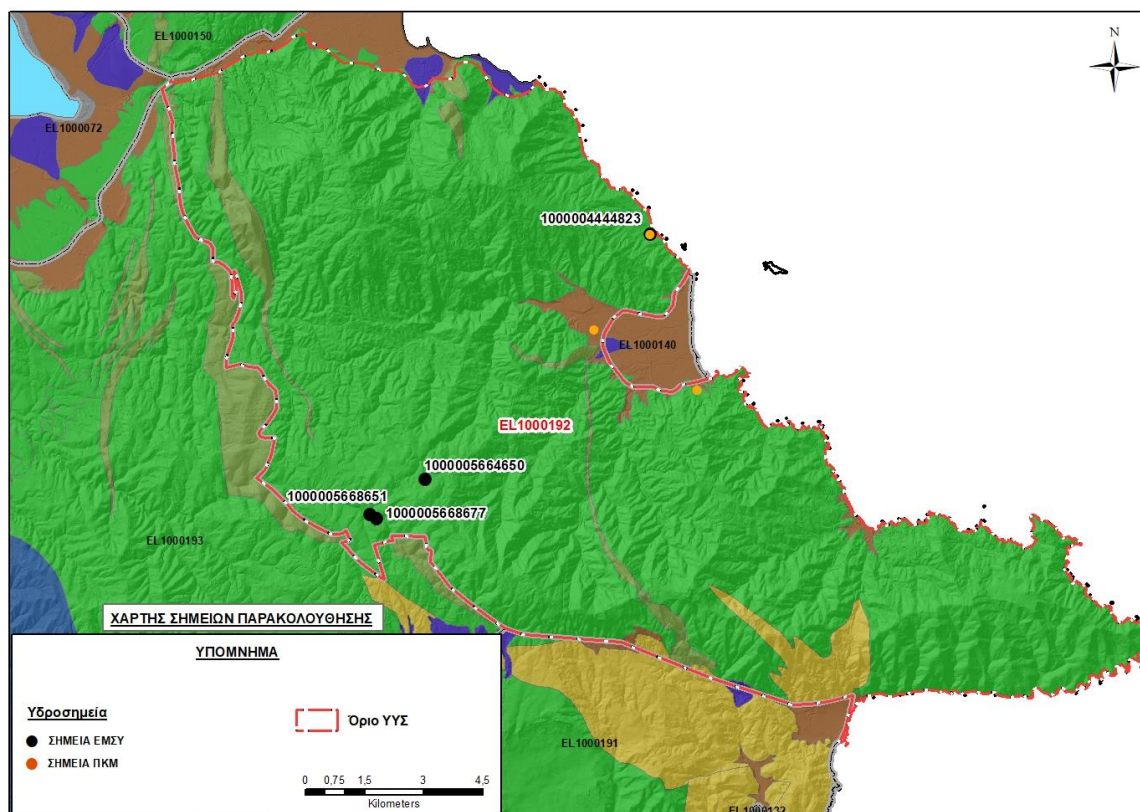 EL1000150
N
EL1000072
1000004444823
EL1000140
EL1000192
1000005664650
1000005668651
1000005668677
EL1000193
ΧΑΡΤΗΣ ΣΗΜΕΙΩΝ ΠΑΡΑΚΟΛΟΥΘΗΣΗΣ
ΥΠΟΜΝΗΜΑ
Υδροσημεία
Όριο ΥΥΣ
ΣΗΜΕΙΑ ΕΜΣΥ
ΣΗΜΕΙΑ ΠΚΜ
0 0,75 1,5 3 4,5
Kilometers
EL1000191
EL1000132